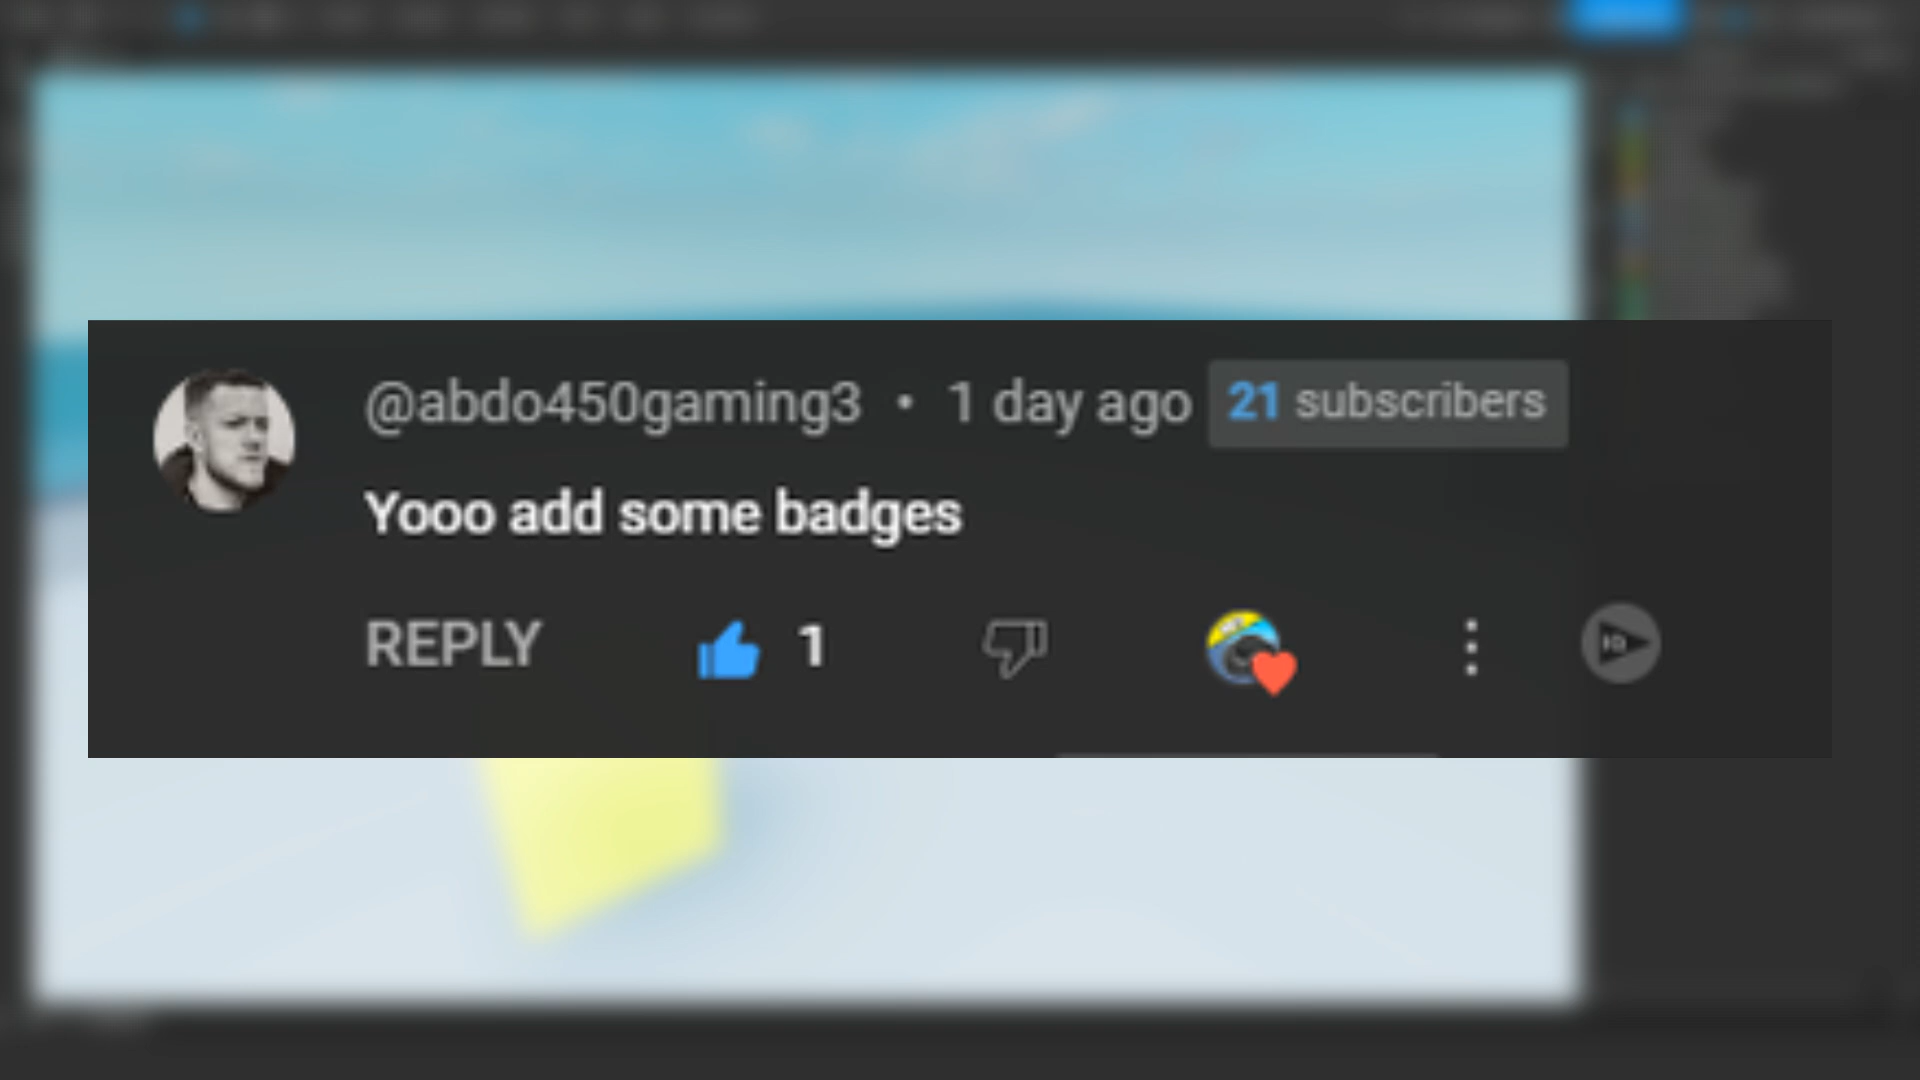 @abdo450gaming3 • 1 day ago 21 subscribers
Yooo add some badges
REPLY 1